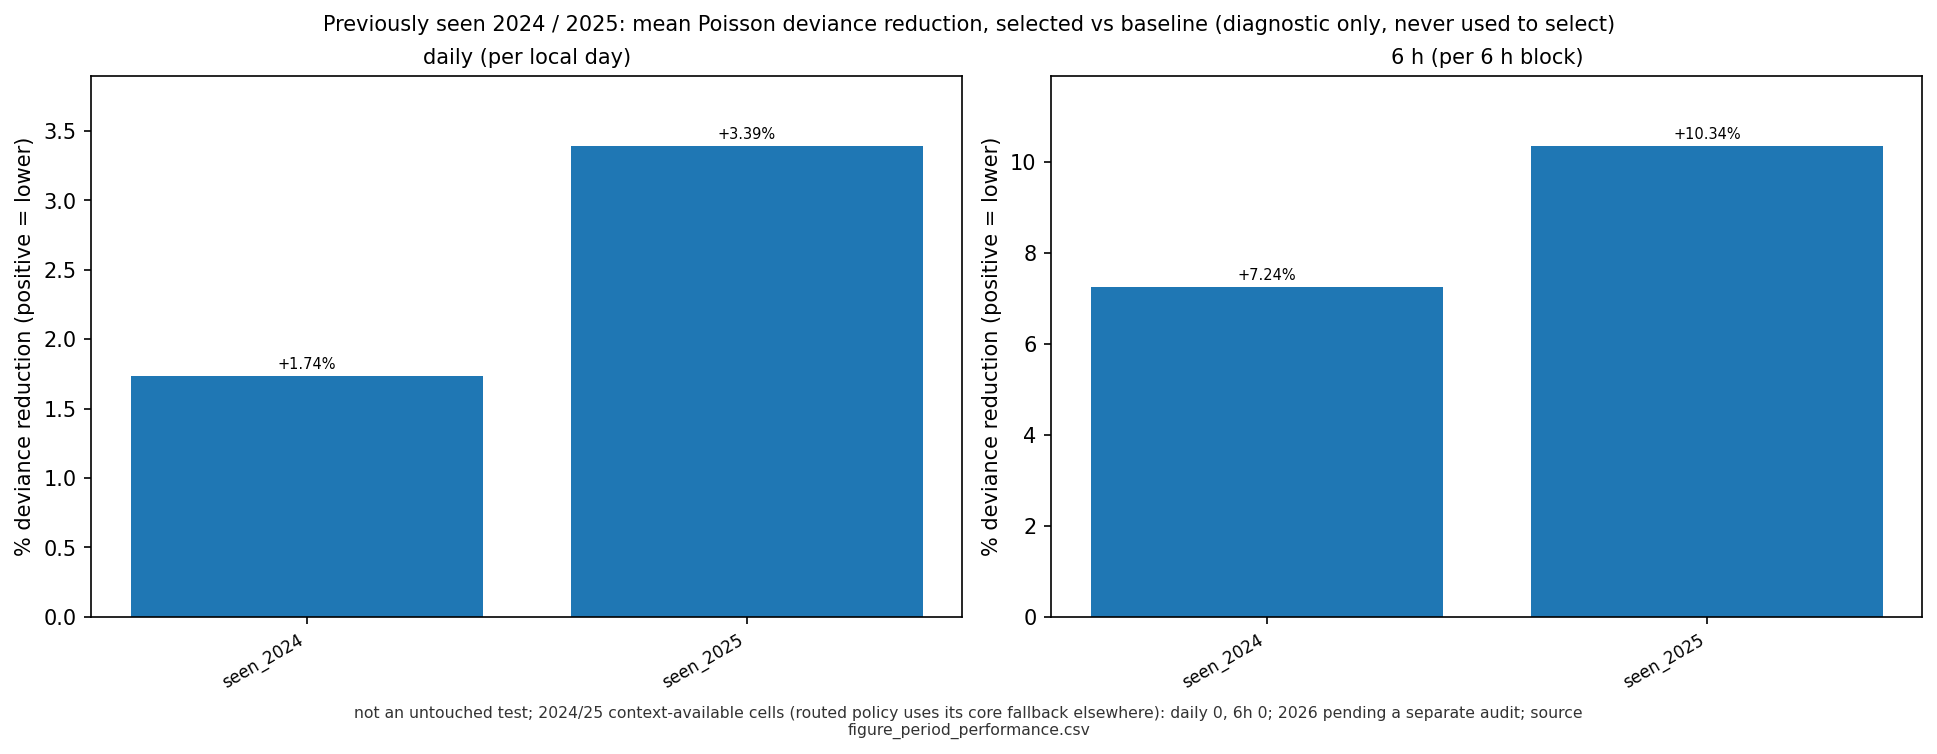 Previously seen 2024 / 2025: mean Poisson deviance reduction, selected vs baseline (diagnostic only, never used to select)
daily (per local day)
% deviance reduction (positive = lower)
3.5
3.0
2.5
2.0
1.5
1.0
0.5
0.0
+1.74%
+3.39%
seen_2024
seen_2025
6 h (per 6 h block)
% deviance reduction (positive = lower)
10
8
6
4
2
0
+7.24%
+10.34%
seen_2024
seen_2025
not an untouched test; 2024/25 context-available cells (routed policy uses its core fallback elsewhere): daily 0, 6h 0; 2026 pending a separate audit; source
figure_period_performance.csv